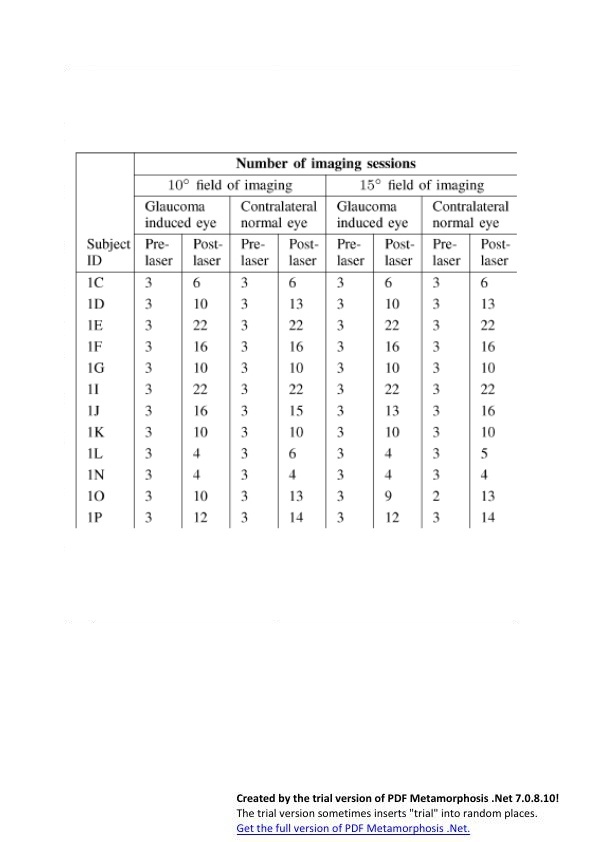 Number of imaging sessions
10° field of imaging 15° field of imaging
Glaucoma Contralateral Glaucoma Contralateral
induced eye normal eye induced eye normal eye
Subject Pre- Post- Pre- Post- Pre- Post- Pre- Post-
ID laser laser laser laser laser laser laser laser
1C 3 6 3 6 3 6 3 6
1D 3 10 3 13 3 10 3 13
1E 3 22 3 22 3 22 3 22
1F 3 16 3 16 3 16 3 16
1G 3 10 3 10 3 10 3 10
1I 3 22 3 22 3 22 3 22
1J 3 16 3 15 3 13 3 16
1K 3 10 3 10 3 10 3 10
1L 3 4 3 6 3 4 3 5
1N 3 4 3 4 3 4 3 4
1O 3 10 3 13 3 9 2 13
1P 3 12 3 14 3 12 3 14
Created by the trial version of PDF Metamorphosis .Net 7.0.8.10!
The trial version sometimes inserts "trial" into random places.
Get the full version of PDF Metamorphosis .Net.